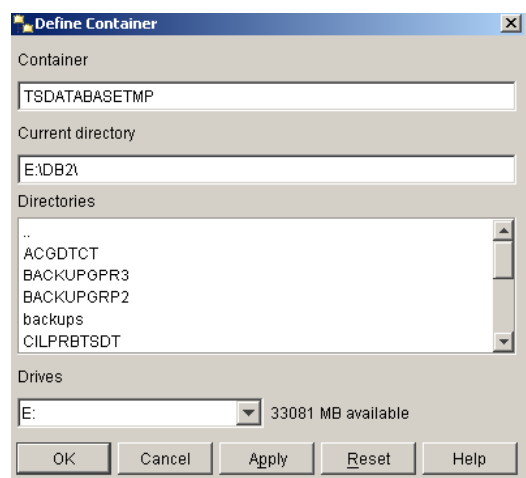 Define Container
Container
TSDATABASETMP
Current directory
E:\DB2\
Directories
..
ACGDTCT
BACKUPGPR3
BACKUPGRP2
backups
CILPRBTSDT
Drives
E: 33081 MB available
OK Cancel Apply Reset Help